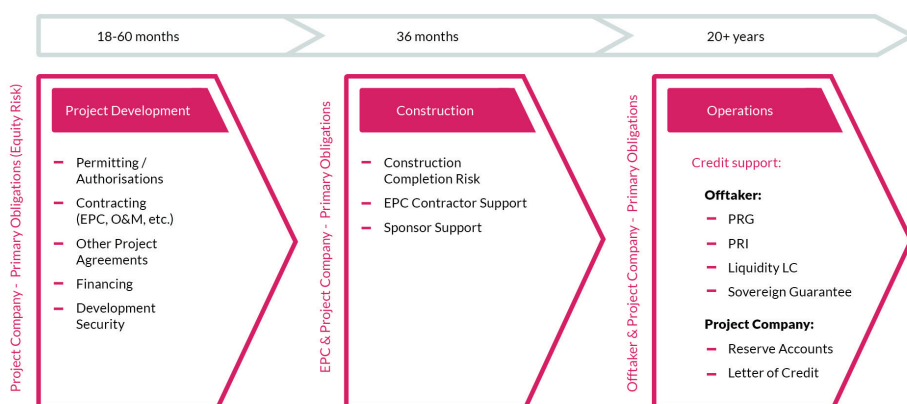 18-60 months
36 months
20+ years
Project Company - Primary Obligations (Equity Risk)
Project Development
– Permitting /
Authorisations
– Contracting
(EPC, O&M, etc.)
– Other Project
Agreements
– Financing
– Development
Security
EPC & Project Company - Primary Obligations
Construction
– Construction
Completion Risk
– EPC Contractor Support
– Sponsor Support
Offtaker & Project Company - Primary Obligations
Operations
Credit support:
Offtaker:
– PRG
– PRI
– Liquidity LC
– Sovereign Guarantee
Project Company:
– Reserve Accounts
– Letter of Credit